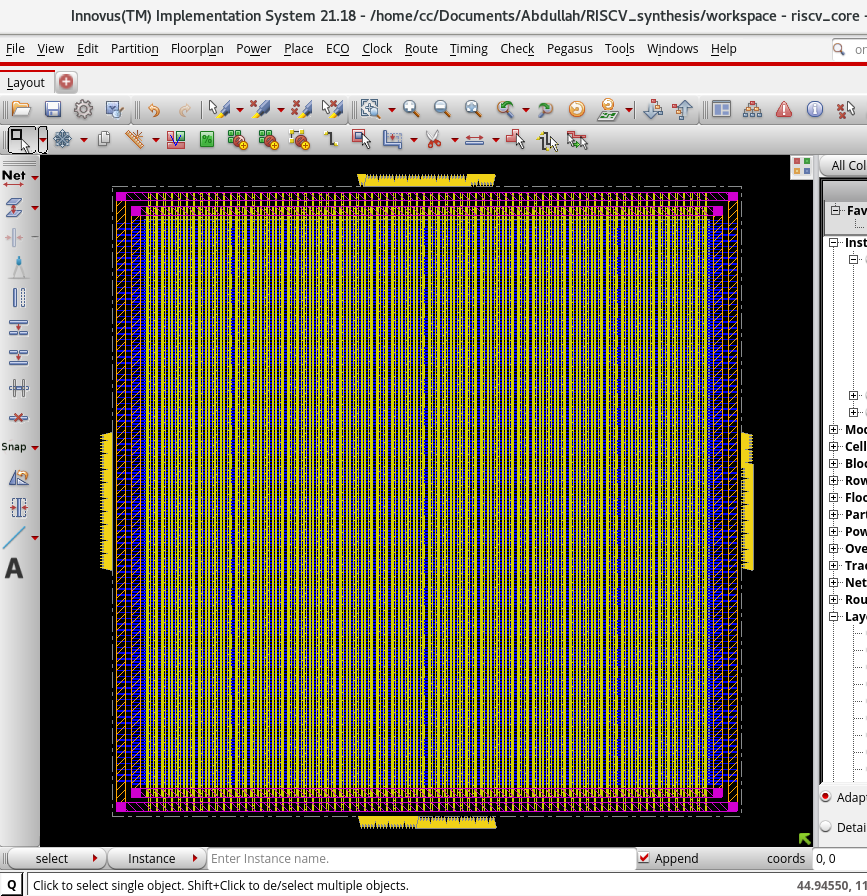 Innovus(TM) Implementation System 21.18 - /home/cc/Documents/Abdullah/RISCV_synthesis/workspace - riscv_core -
File View Edit Partition Floorplan Power Place ECO Clock Route Timing Check Pegasus Tools Windows Help or
Layout
Net
All Col
Fav
Inst
Mod
Cell
Bloc
Row
Floo
Part
Pow
Ove
Trac
Net
Rou
Laye
Snap
A
Adapt
Detai
select Instance Enter Instance name. Append coords 0, 0
Q Click to select single object. Shift+Click to de/select multiple objects. 44.94550, 11